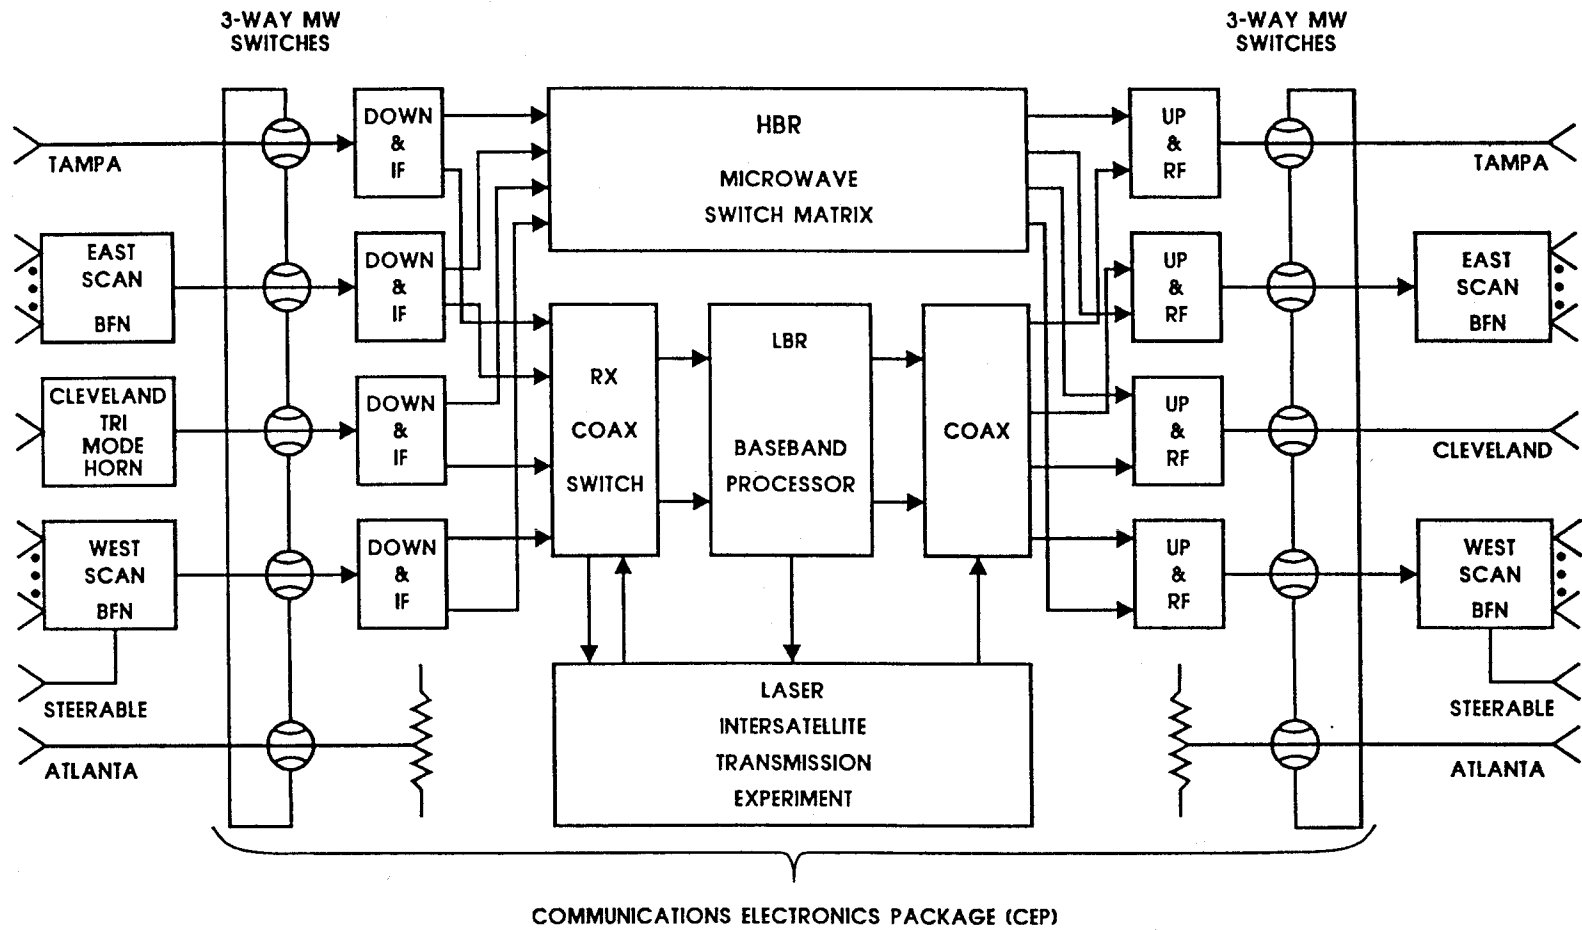 3-WAY MW
SWITCHES
3-WAY MW
SWITCHES
TAMPA
EAST
SCAN
BFN
CLEVELAND
TRI
MODE
HORN
WEST
SCAN
BFN
STEERABLE
ATLANTA
DOWN
&
IF
DOWN
&
IF
DOWN
&
IF
DOWN
&
IF
HBR
MICROWAVE
SWITCH MATRIX
RX
COAX
SWITCH
LBR
BASEBAND
PROCESSOR
COAX
LASER
INTERSATELLITE
TRANSMISSION
EXPERIMENT
UP
&
RF
UP
&
RF
UP
&
RF
UP
&
RF
TAMPA
EAST
SCAN
BFN
CLEVELAND
WEST
SCAN
BFN
STEERABLE
ATLANTA
COMMUNICATIONS ELECTRONICS PACKAGE (CEP)